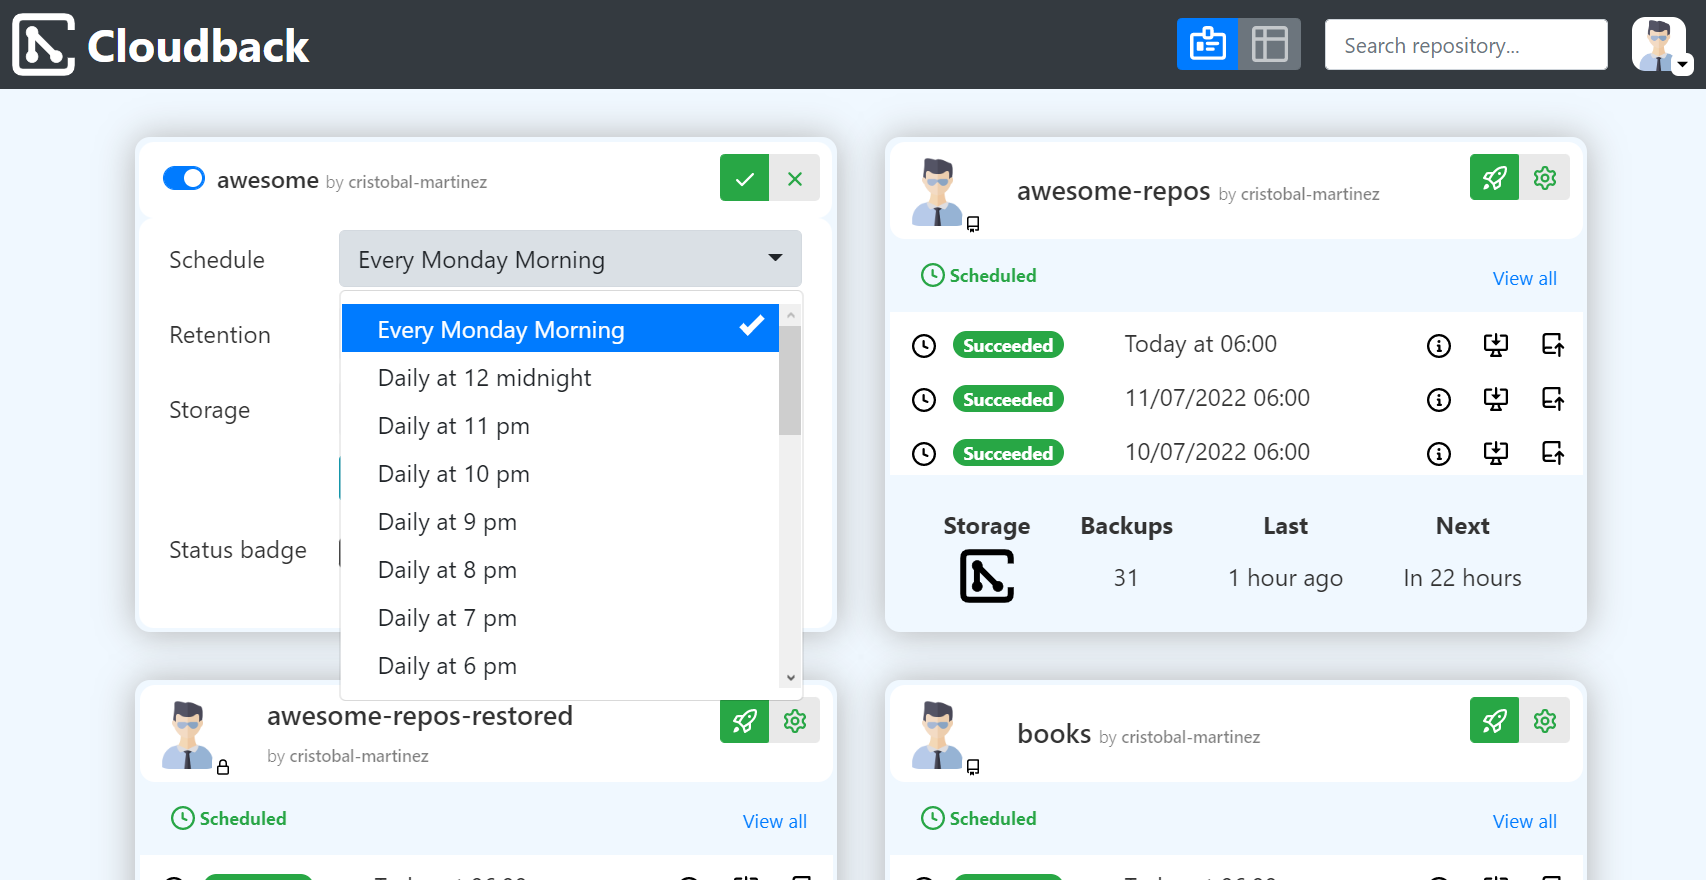 Cloudback
Search repository...
awesome by cristobal-martinez
Schedule
Every Monday Morning
Retention
Storage
Status badge
Every Monday Morning
Daily at 12 midnight
Daily at 11 pm
Daily at 10 pm
Daily at 9 pm
Daily at 8 pm
Daily at 7 pm
Daily at 6 pm
awesome-repos by cristobal-martinez
Scheduled
View all
Succeeded Today at 06:00
Succeeded 11/07/2022 06:00
Succeeded 10/07/2022 06:00
Storage Backups Last Next
31 1 hour ago In 22 hours
awesome-repos-restored
by cristobal-martinez
Scheduled
View all
books by cristobal-martinez
Scheduled
View all